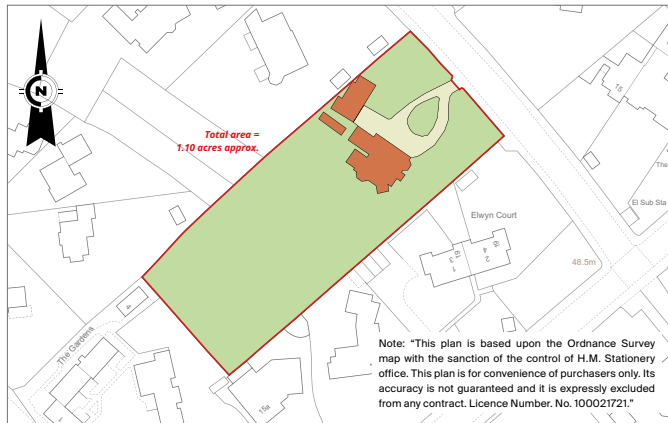 N
Total area =
1.10 acres approx.
15
The
El Sub Sta
Elwyn Court
48.5m
4
The Gardens
1
15a
Note: "This plan is based upon the Ordnance Survey
map with the sanction of the control of H.M. Stationery
office. This plan is for convenience of purchasers only. Its
accuracy is not guaranteed and it is expressly excluded
from any contract. Licence Number. No. 100021721."